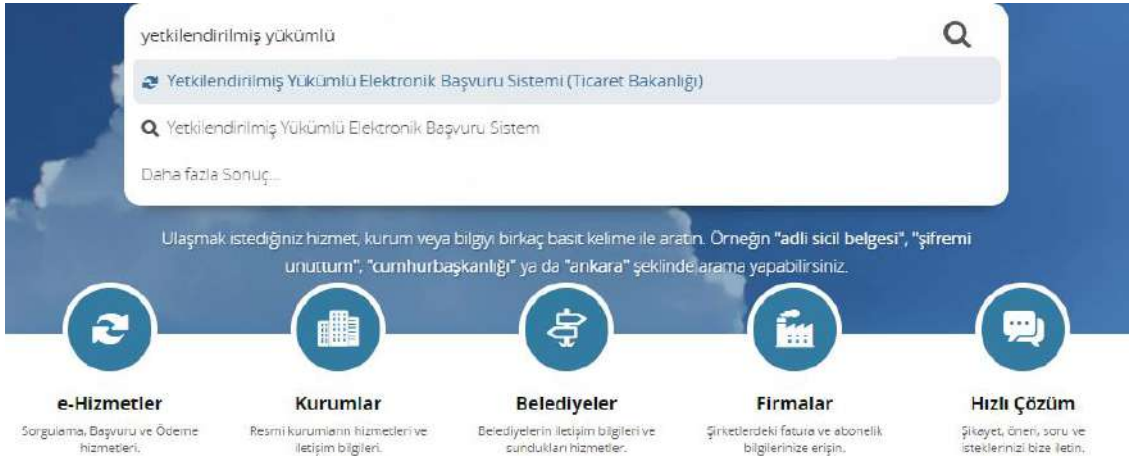 yetkilendirilmiş yükümlü
Yetkilendirilmiş Yükümlü Elektronik Başvuru Sistemi (Ticaret Bakanlığı)
Yetkilendirilmiş Yükümlü Elektronik Başvuru Sistem
Daha fazla Sonuç...
Ulaşmak istediğiniz hizmet, kurum veya bilgiyi birkaç basit kelime ile aratın. Örneğin "adli sicil belgesi", "şifremi
unuttum", "cumhurbaşkanlığı" ya da "ankara" şeklinde arama yapabilirsiniz.
e-Hizmetler
Sorgulama, Başvuru ve Ödeme
hizmetleri.
Kurumlar
Resmi kurumların hizmetleri ve
iletişim bilgileri.
Belediyeler
Belediyelerin iletişim bilgileri ve
sundukları hizmetler.
Firmalar
Şirketlerdeki fatura ve abonelik
bilgilerinize erişin.
Hızlı Çözüm
Şikayet, öneri, soru ve
isteklerinizi bize iletin.